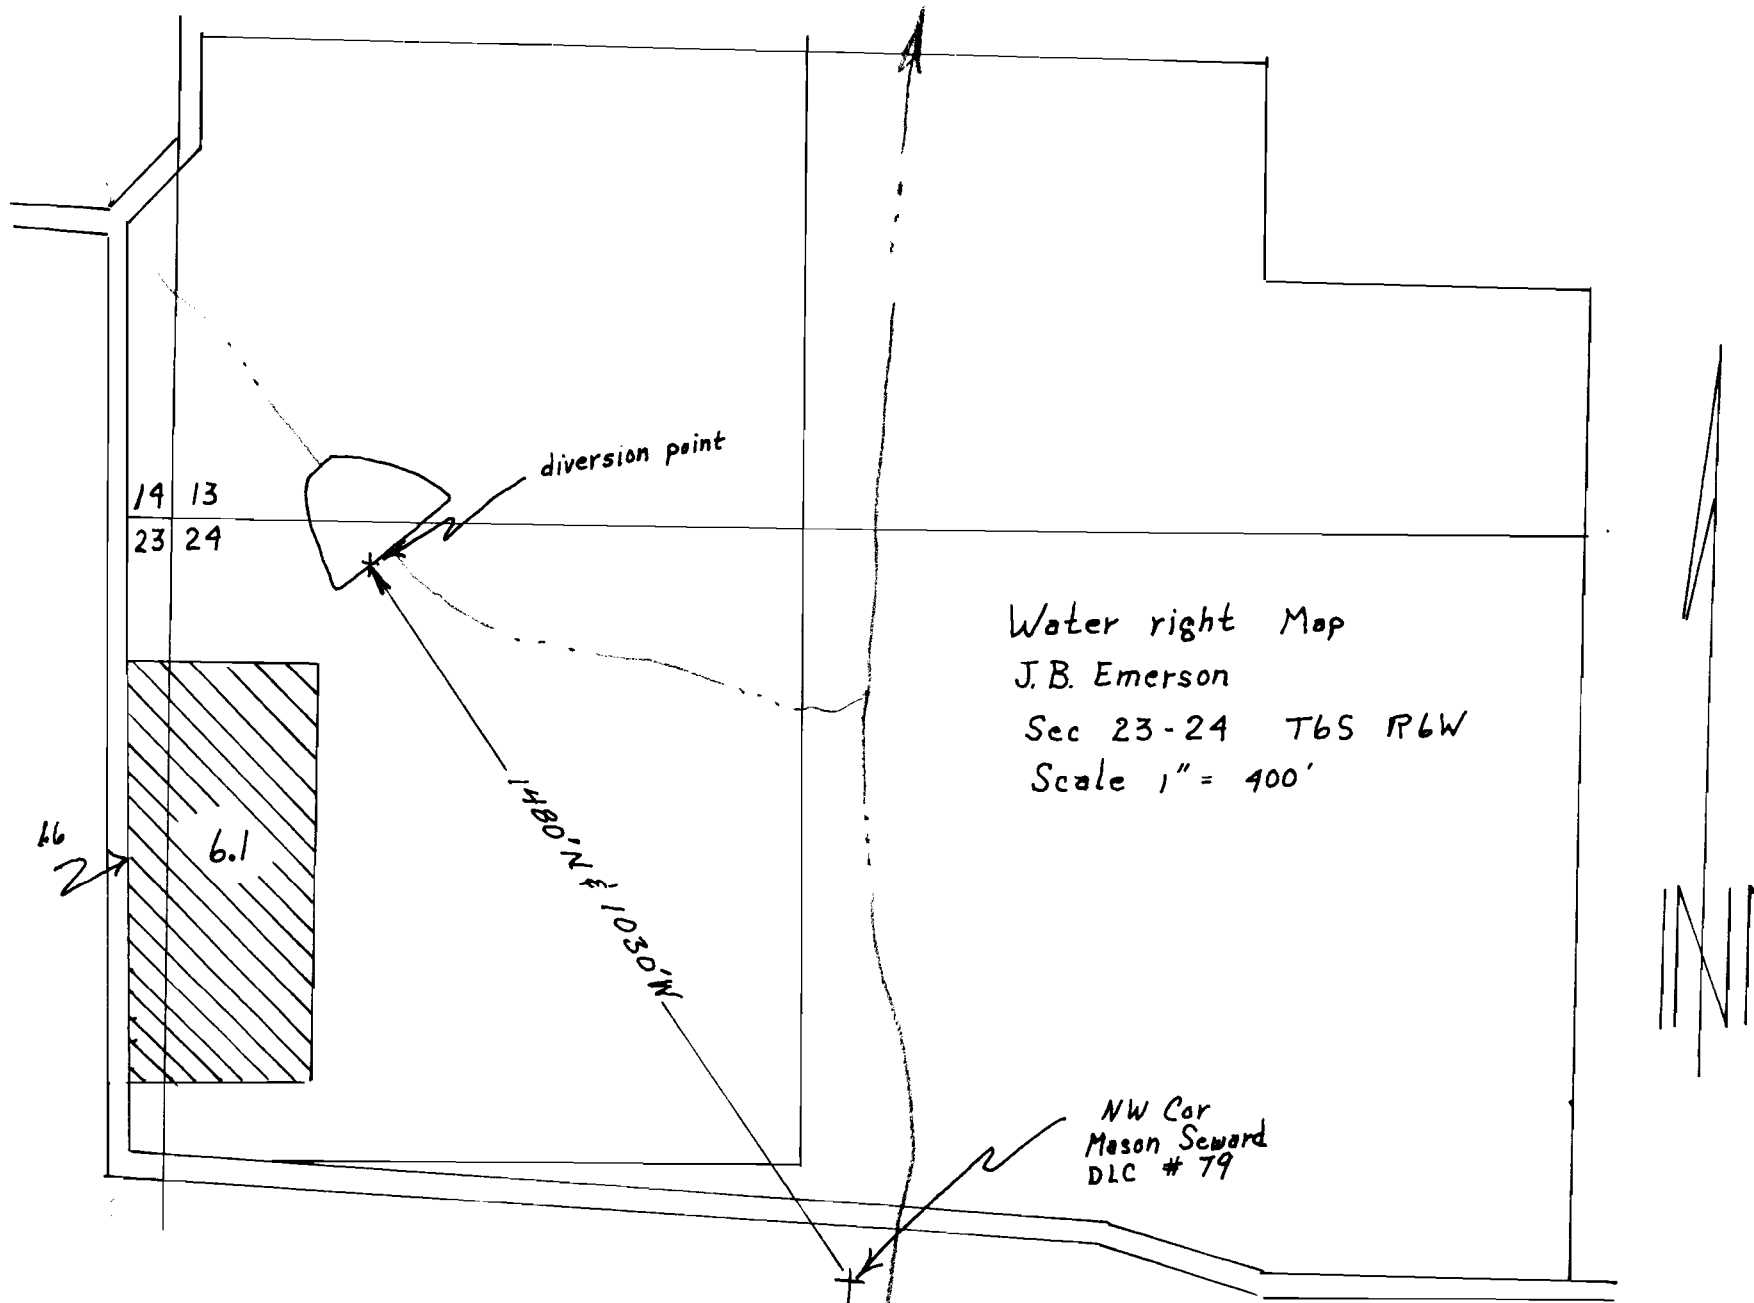 diversion point
14 13
23 24
Water right Map
J. B. Emerson
Sec 23-24 T6S R6W
Scale 1" = 400'
6.1
1480'N & 1030'W
NW Cor
Mason Seward
DLC # 79
N